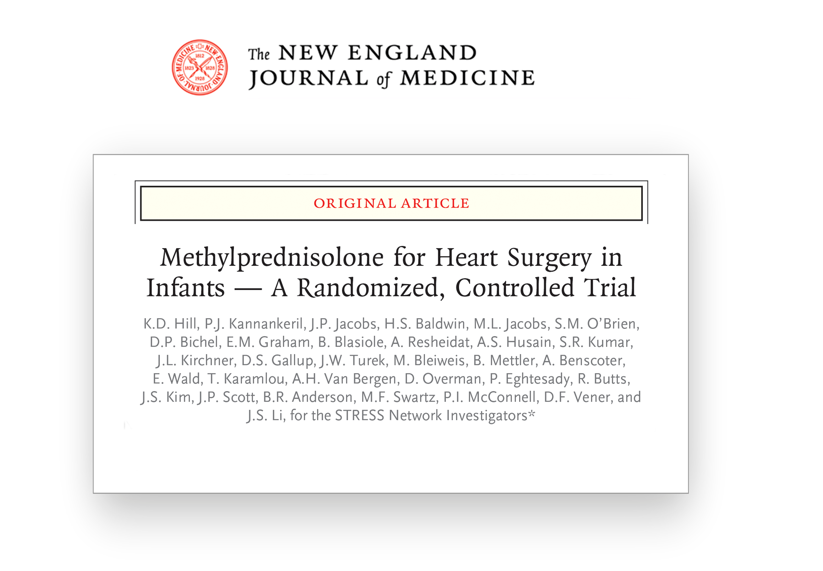 The NEW ENGLAND
JOURNAL of MEDICINE
ORIGINAL ARTICLE
Methylprednisolone for Heart Surgery in
Infants — A Randomized, Controlled Trial
K.D. Hill, P.J. Kannankeril, J.P. Jacobs, H.S. Baldwin, M.L. Jacobs, S.M. O’Brien,
D.P. Bichel, E.M. Graham, B. Blasiole, A. Resheidat, A.S. Husain, S.R. Kumar,
J.L. Kirchner, D.S. Gallup, J.W. Turek, M. Bleiweis, B. Mettler, A. Benscoter,
E. Wald, T. Karamlou, A.H. Van Bergen, D. Overman, P. Eghtesady, R. Butts,
J.S. Kim, J.P. Scott, B.R. Anderson, M.F. Swartz, P.I. McConnell, D.F. Vener, and
J.S. Li, for the STRESS Network Investigators*